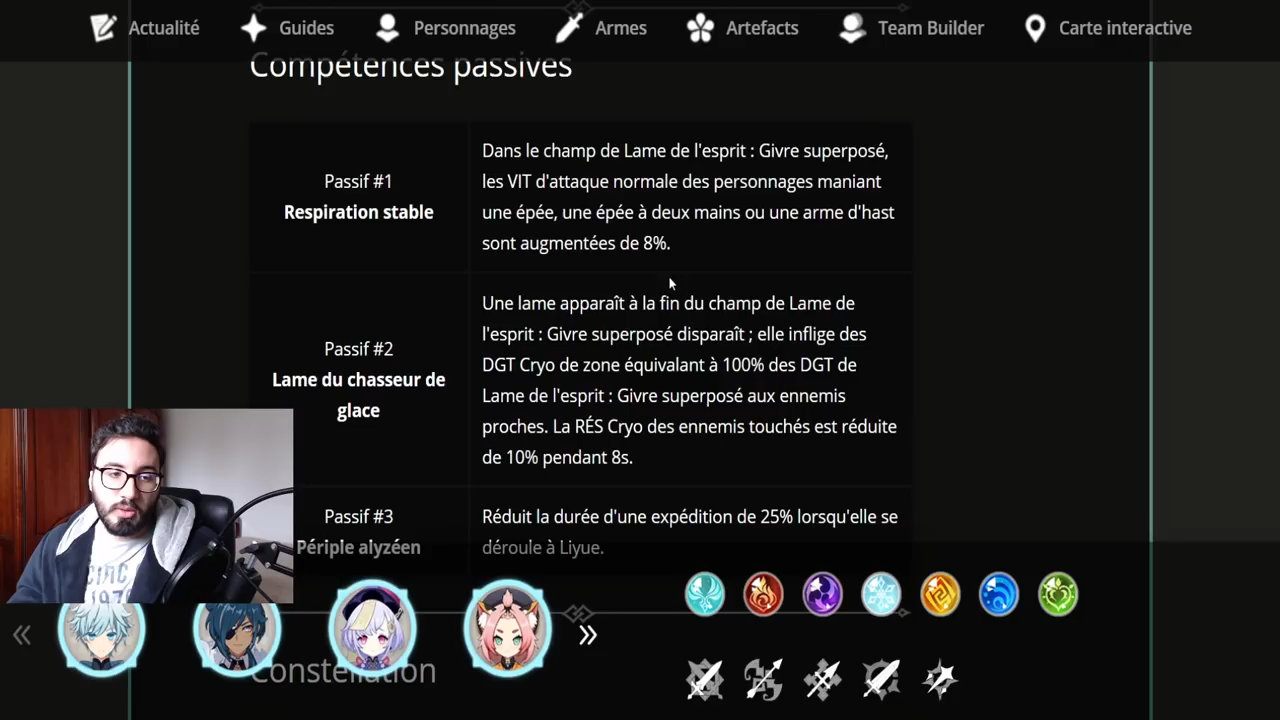 Actualité Guides Personnages Armes Artefacts Team Builder Carte interactive
Compétences passives
Passif #1
Respiration stable
Dans le champ de Lame de l'esprit : Givre superposé,
les VIT d'attaque normale des personnages maniant
une épée, une épée à deux mains ou une arme d'hast
sont augmentées de 8%.
Passif #2
Lame du chasseur de
glace
Une lame apparaît à la fin du champ de Lame de
l'esprit : Givre superposé disparaît ; elle inflige des
DGT Cryo de zone équivalant à 100% des DGT de
Lame de l'esprit : Givre superposé aux ennemis
proches. La RÉS Cryo des ennemis touchés est réduite
de 10% pendant 8s.
Passif #3
Périple alyzéen
Réduit la durée d'une expédition de 25% lorsqu'elle se
déroule à Liyue.
Constellation